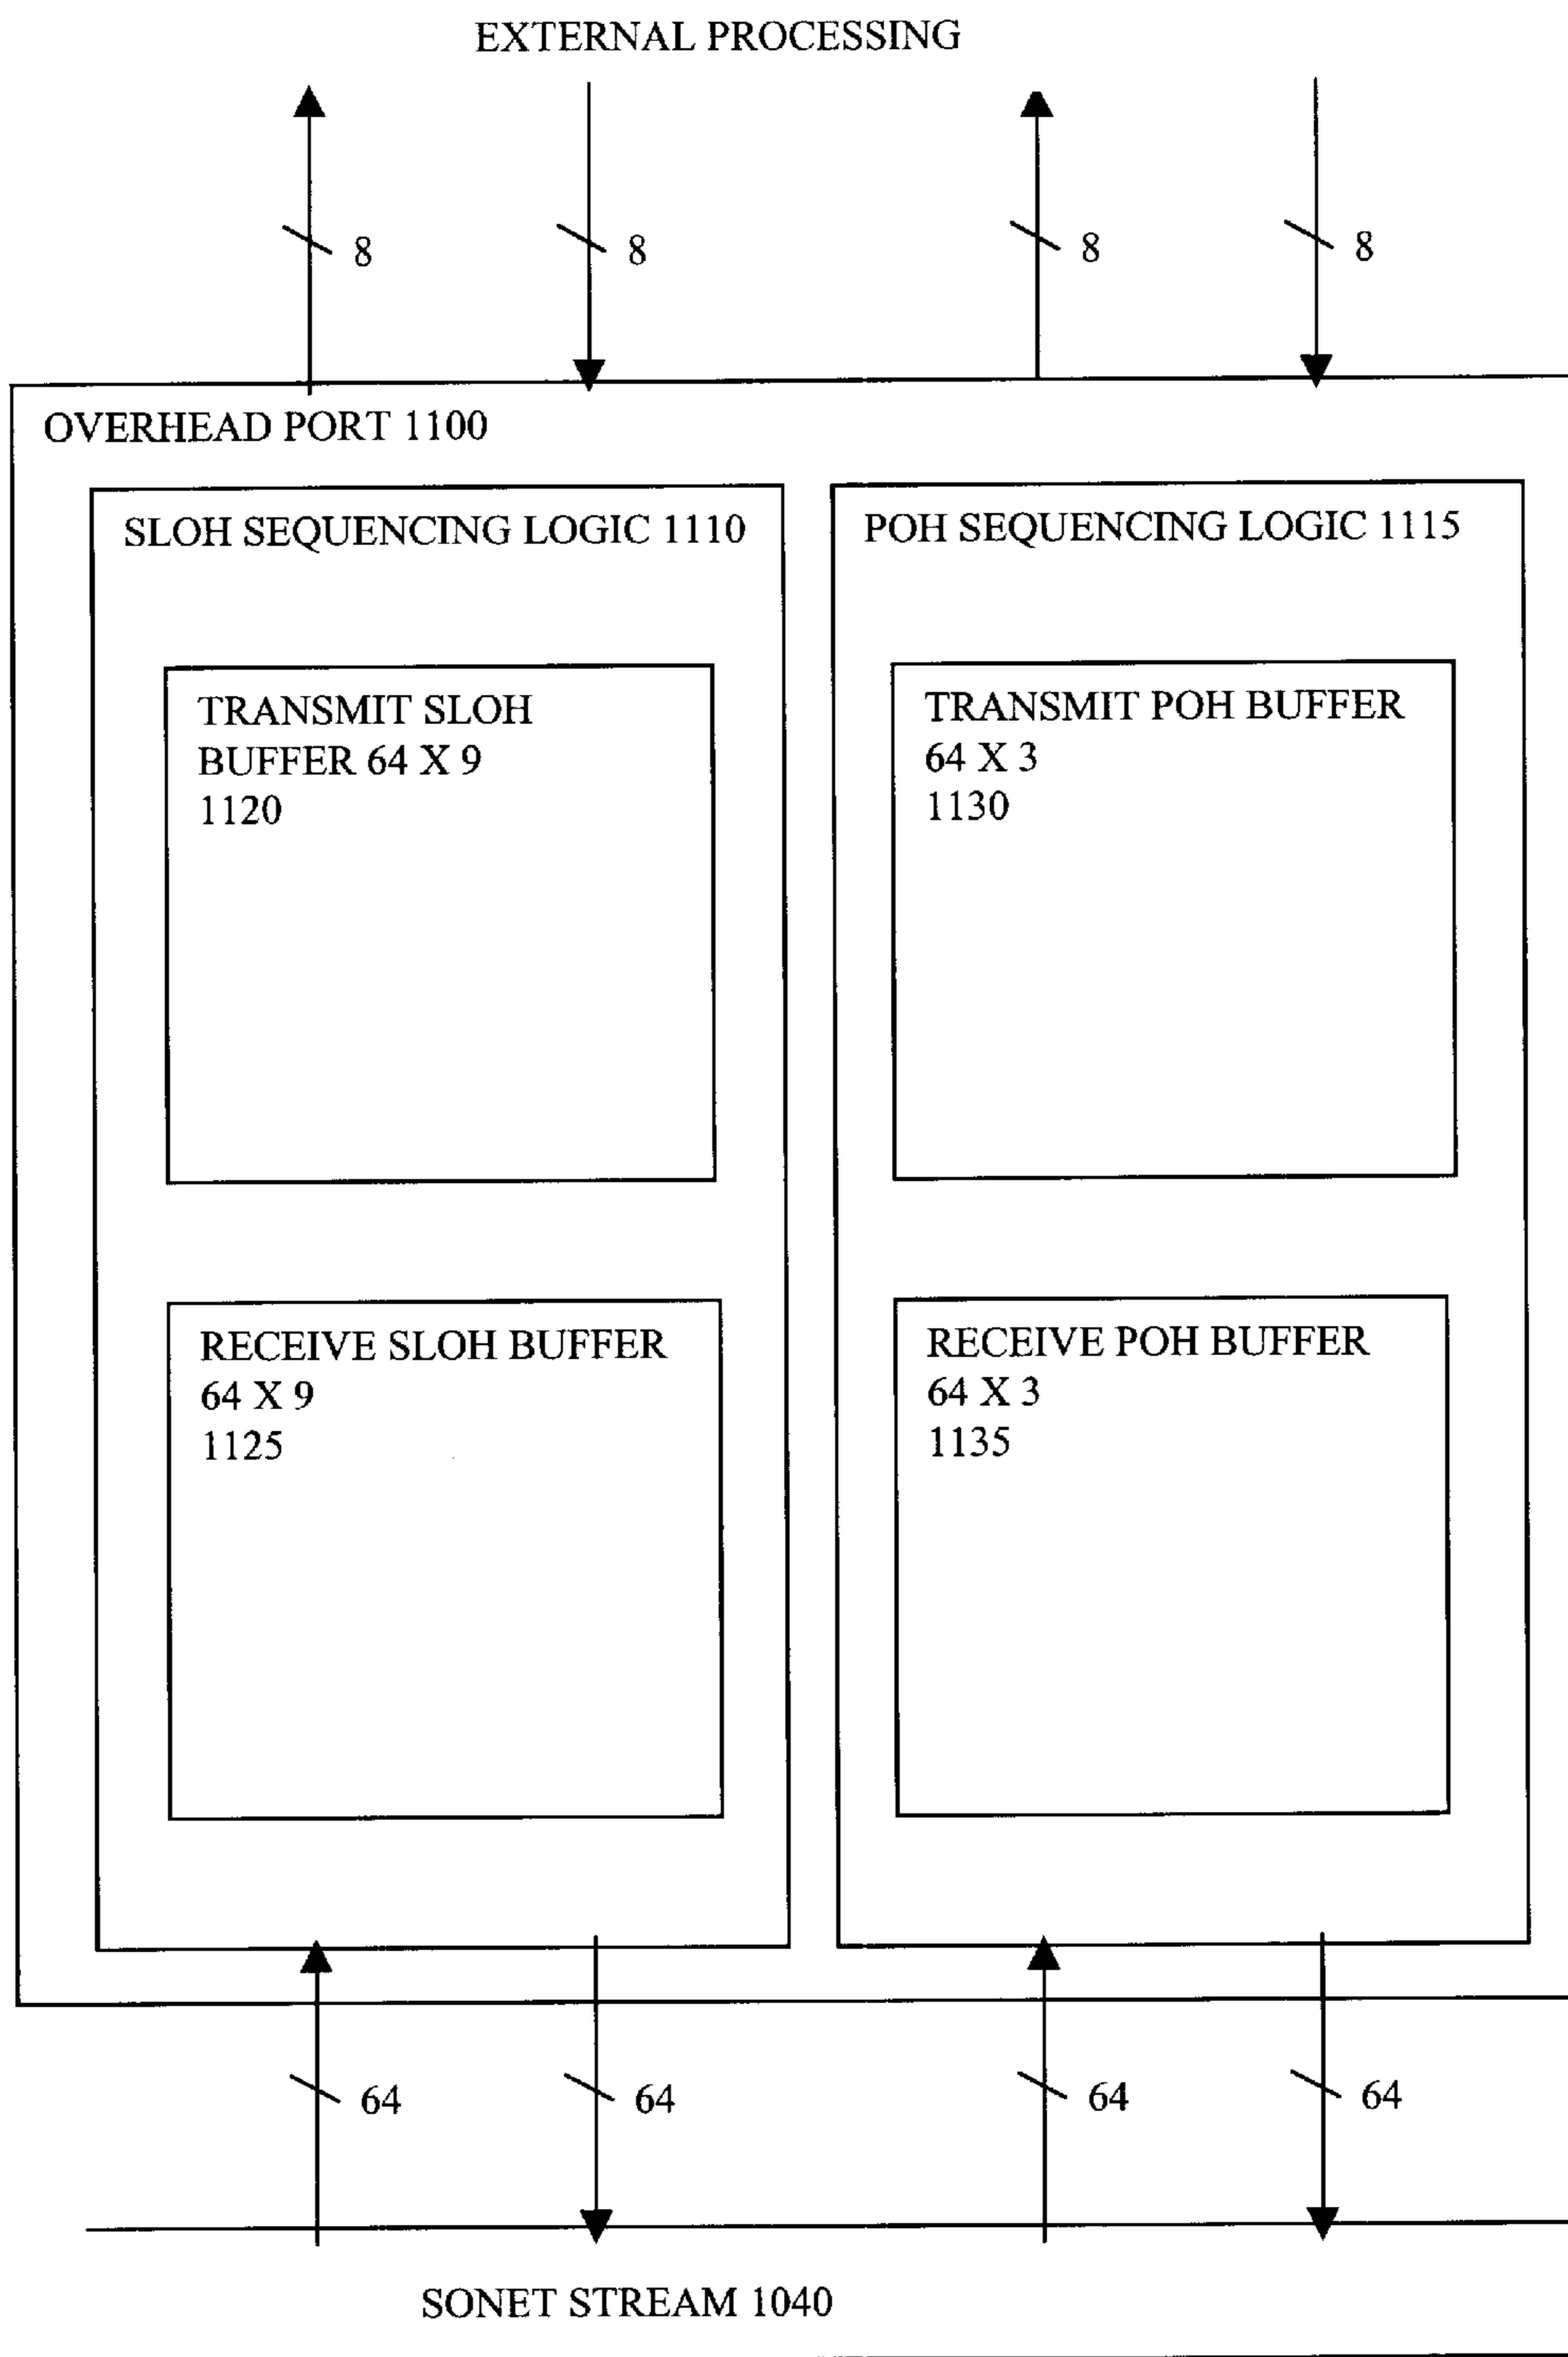 EXTERNAL PROCESSING
8
8
8
8
OVERHEAD PORT 1100
SLOH SEQUENCING LOGIC 1110
TRANSMIT SLOH
BUFFER 64 X 9
1120
RECEIVE SLOH BUFFER
64 X 9
1125
POH SEQUENCING LOGIC 1115
TRANSMIT POH BUFFER
64 X 3
1130
RECEIVE POH BUFFER
64 X 3
1135
64
64
64
64
SONET STREAM 1040